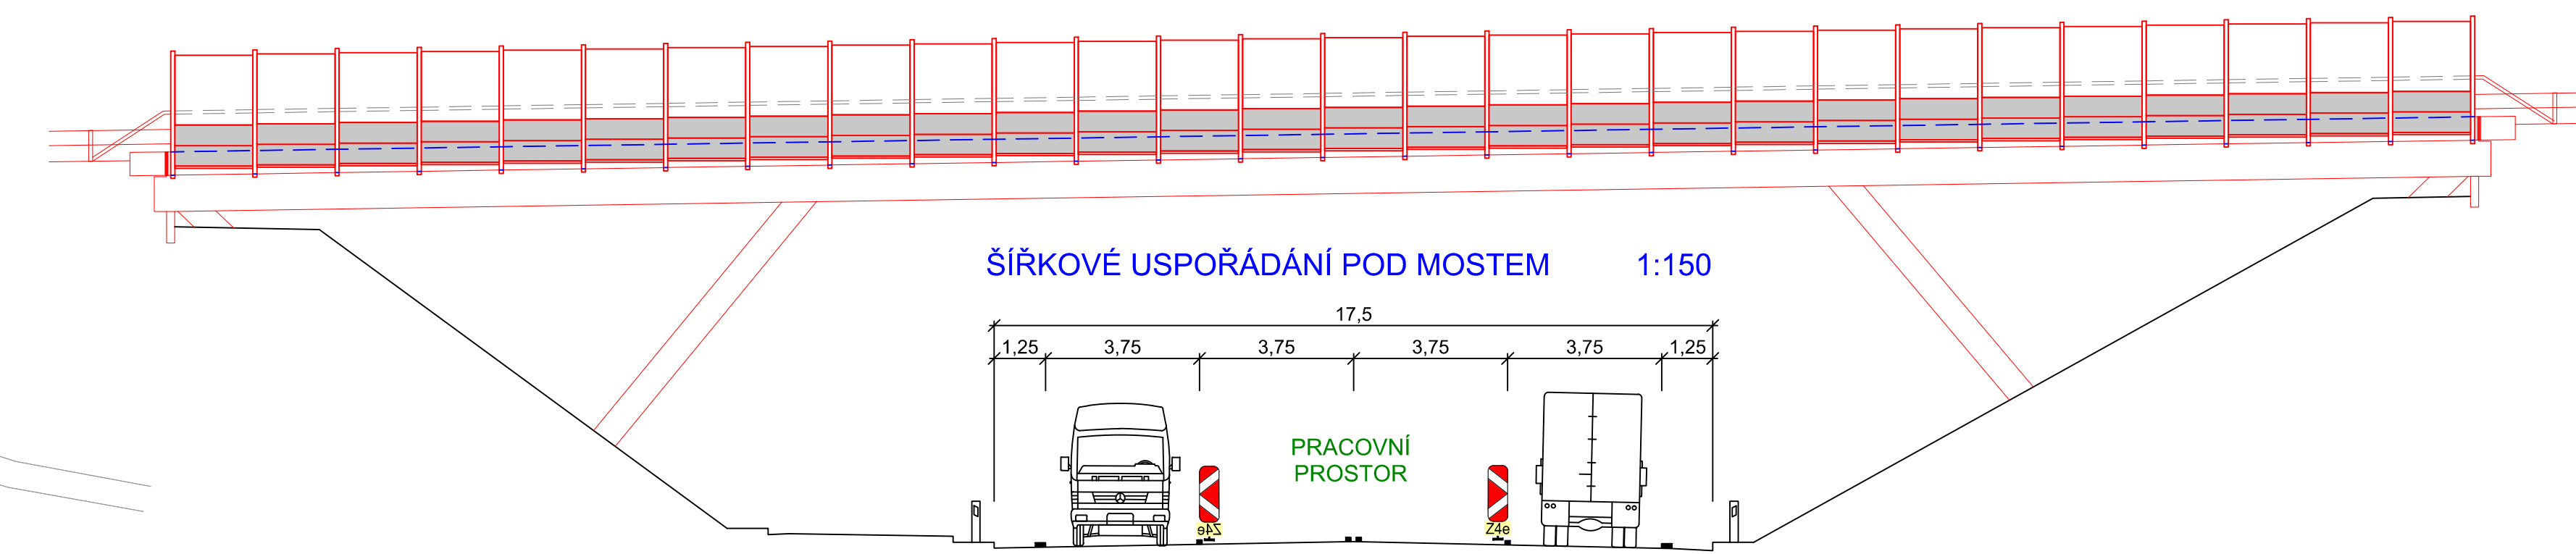 ŠÍŘKOVÉ USPOŘÁDÁNÍ POD MOSTEM 1:150
17,5
1,25 3,75 3,75 3,75 3,75 1,25
PRACOVNÍ
PROSTOR
Z4e Z4e